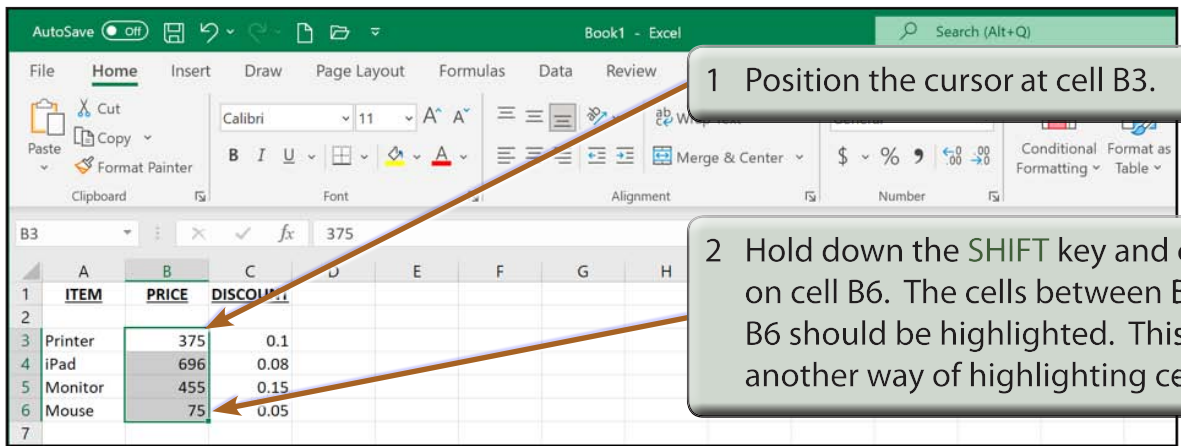 AutoSave Off Book1 - Excel Search (Alt+Q)
File Home Insert Draw Page Layout Formulas Data Review
1 Position the cursor at cell B3.
Cut
Copy
Format Painter
Paste
Calibri 11 A^ A˅
B I U A
ab
Merge & Center
$ % 9 .00
Conditional Formatting
Format as Table
Clipboard Font Alignment Number
B3 fx 375
A B C E F G H
1 ITEM PRICE
2
3 Printer 375 0.1
4 iPad 696 0.08
5 Monitor 455 0.15
6 Mouse 75 0.05
7
2 Hold down the SHIFT key and
on cell B6. The cells between
B6 should be highlighted. This
another way of highlighting